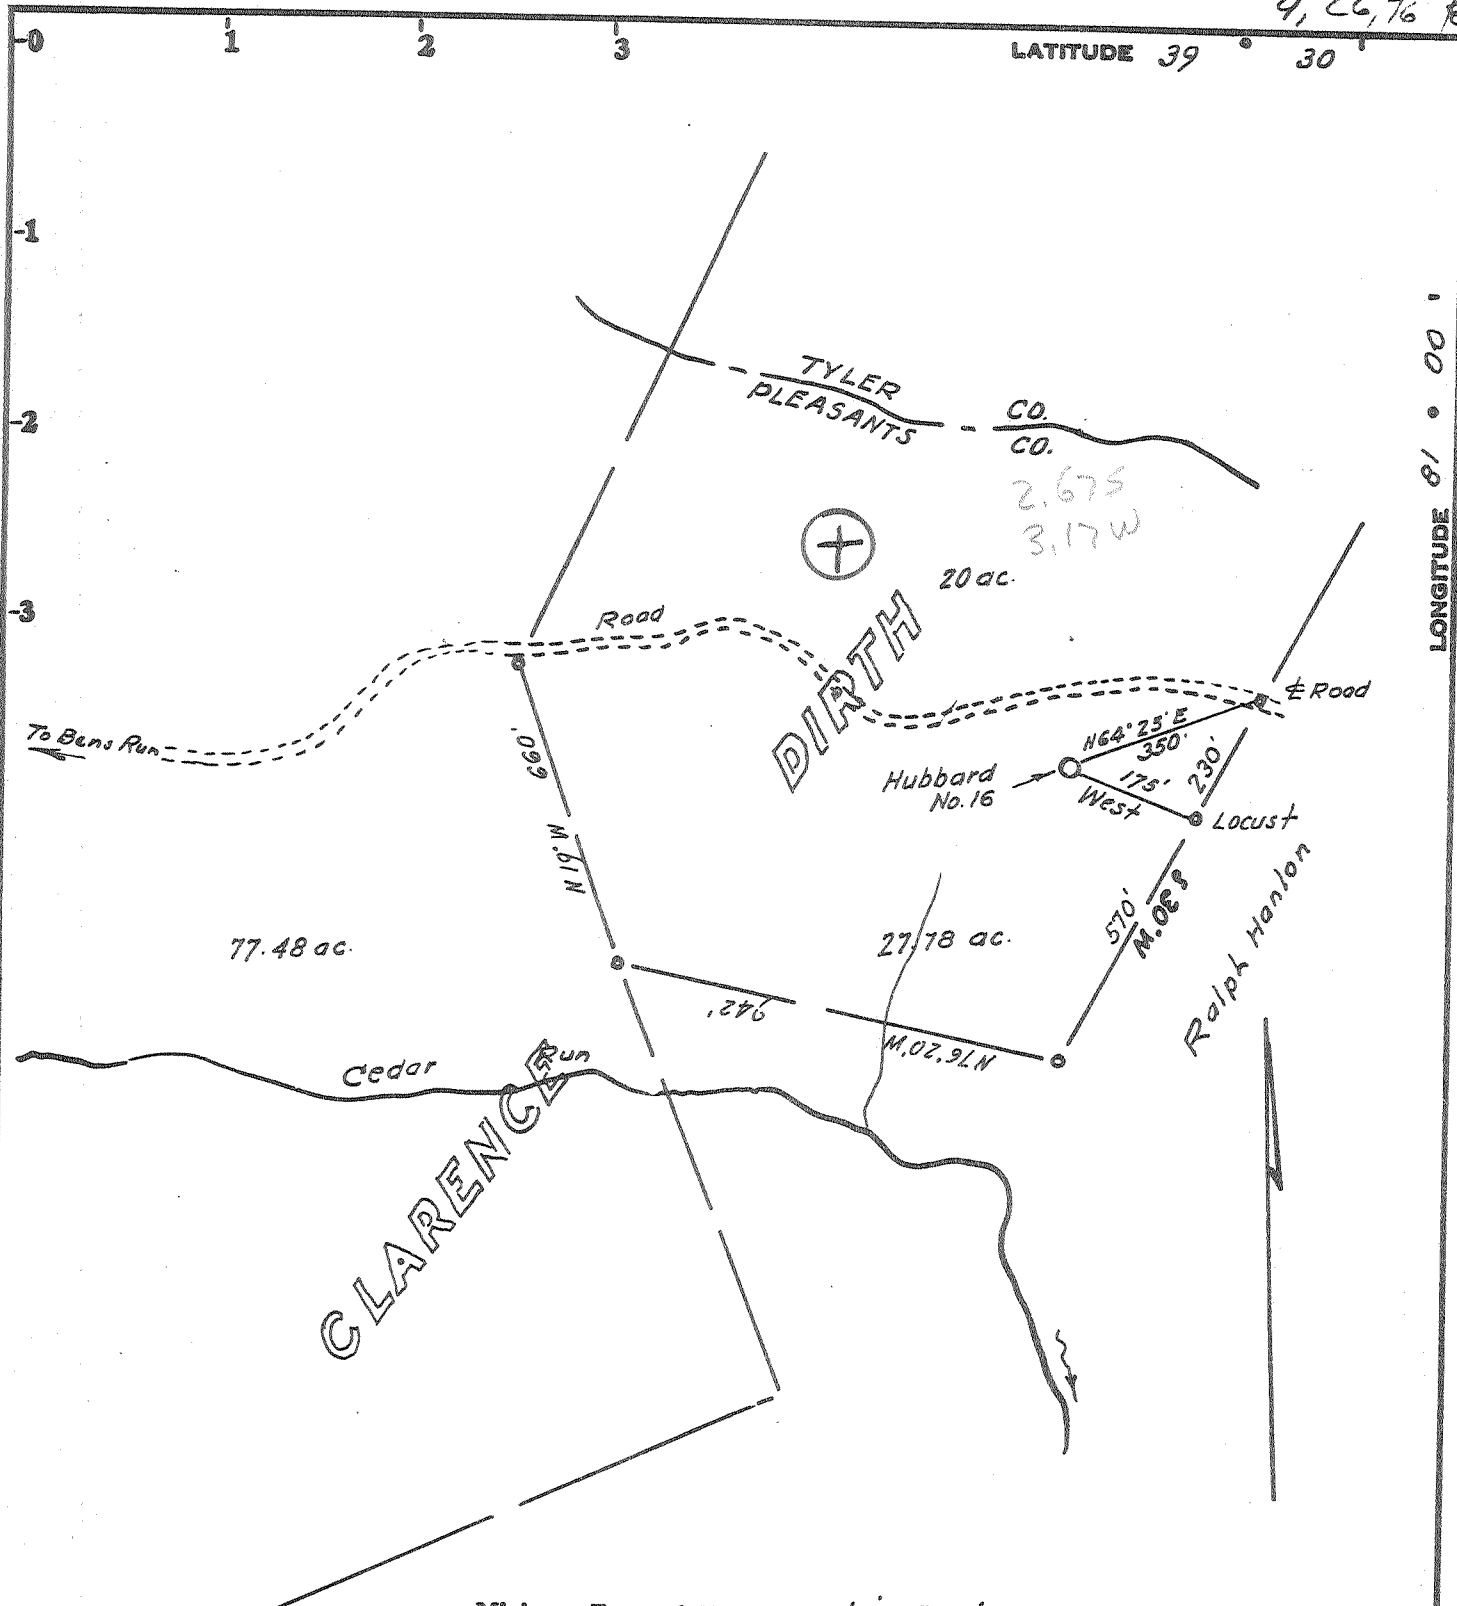 -0 1 2 3
LATITUDE 39 ° 30 '
-1
-2
-3
LONGITUDE 81 ° 00 '
TYLER CO.
PLEASANTS CO.
2.67S
3.17W
20 ac.
Road
DIRTH
To Bens Run
℄ Road
N64°25'E
350'
Hubbard
No. 16
175'
West
230'
Locust
660'
N 19° W
77.48 ac.
27.78 ac.
570'
S 30° W
Ralph Hanlon
942'
N76°20'W
Cedar Run
CLARENCE